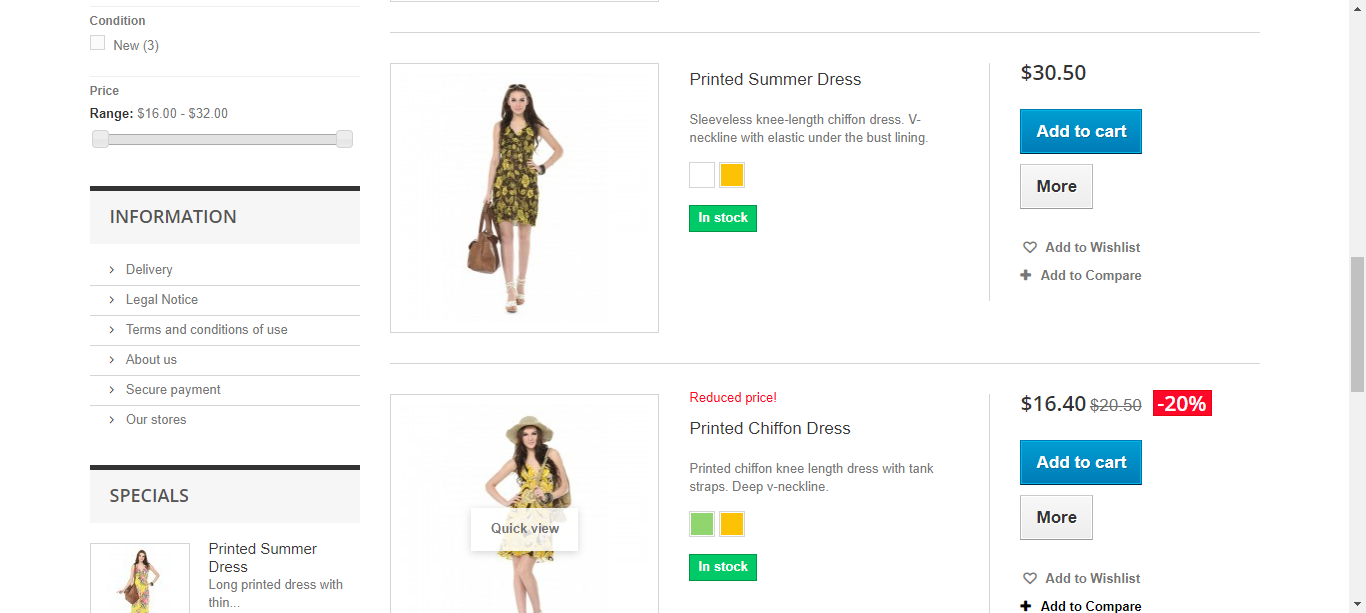 Condition
New (3)
Price
Range: $16.00 - $32.00
INFORMATION
Delivery
Legal Notice
Terms and conditions of use
About us
Secure payment
Our stores
SPECIALS
Printed Summer
Dress
Long printed dress with
thin...
Printed Summer Dress
Sleeveless knee-length chiffon dress. V-
neckline with elastic under the bust lining.
In stock
$30.50
Add to cart
More
Add to Wishlist
Add to Compare
Quick view
Reduced price!
Printed Chiffon Dress
Printed chiffon knee length dress with tank
straps. Deep v-neckline.
In stock
$16.40 $20.50 -20%
Add to cart
More
Add to Wishlist
Add to Compare